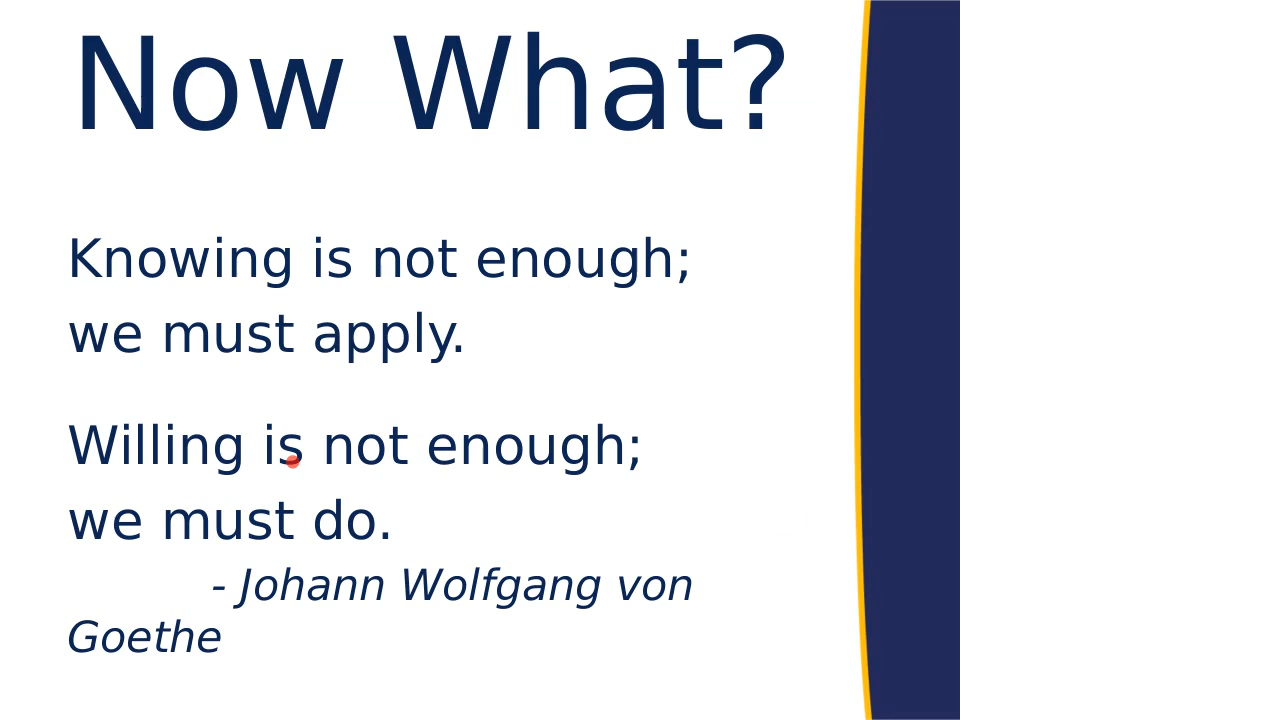 Now What?
Knowing is not enough;
we must apply.
Willing is not enough;
we must do.
- Johann Wolfgang von
Goethe